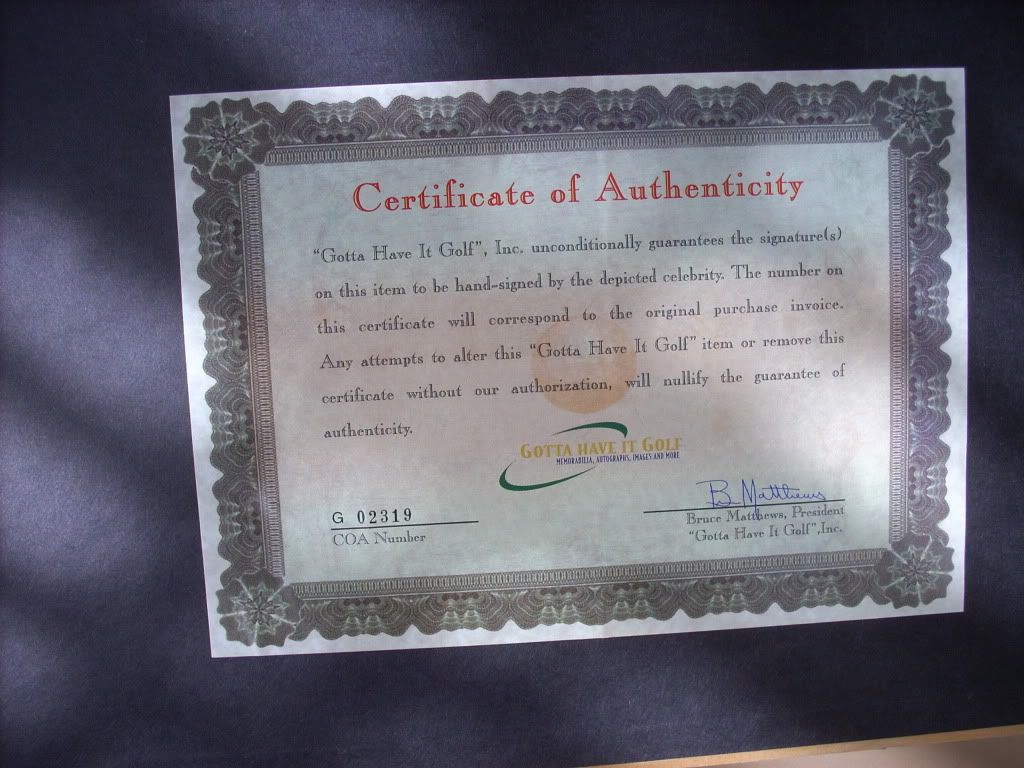 Certificate of Authenticity
“Gotta Have It Golf”, Inc. unconditionally guarantees the signature(s)
on this item to be hand-signed by the depicted celebrity. The number on
this certificate will correspond to the original purchase invoice.
Any attempts to alter this “Gotta Have It Golf” item or remove this
certificate without our authorization, will nullify the guarantee of
authenticity.
GOTTA HAVE IT GOLF
MEMORABILIA, AUTOGRAPHS, IMAGES AND MORE
B Matthews
G 02319
COA Number
Bruce Matthews, President
“Gotta Have It Golf”,Inc.